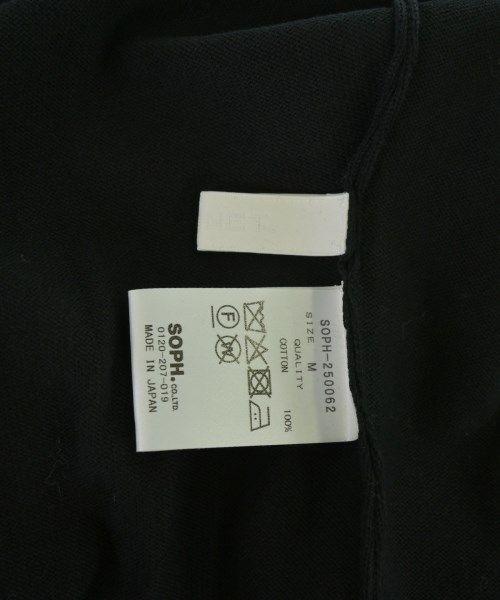 SOPH-250062
SIZE M
QUALITY
COTTON 100%
F
W
SOPH.CO.,LTD.
0120-207-019
MADE IN JAPAN